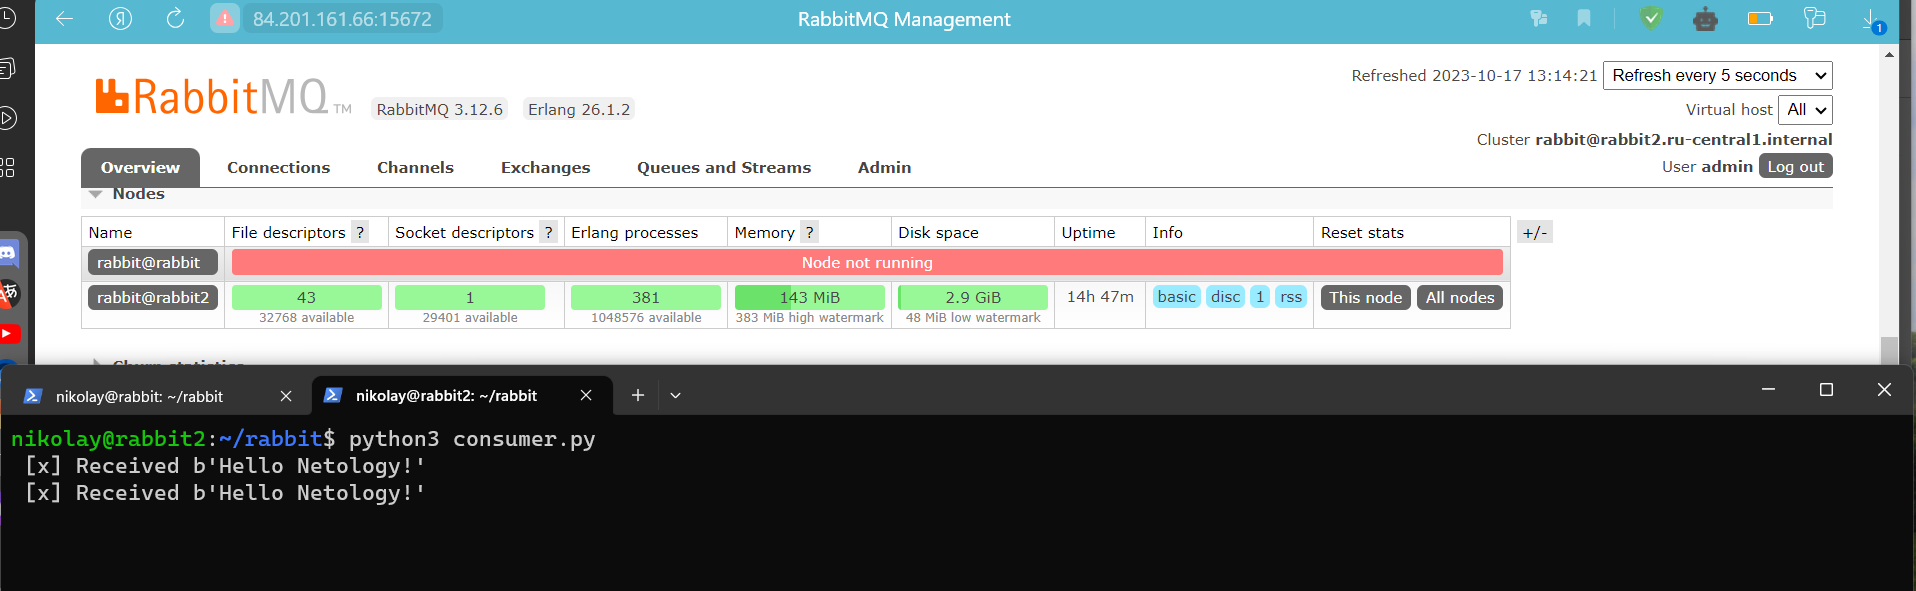 84.201.161.66:15672
RabbitMQ Management
1
RabbitMQ TM
RabbitMQ 3.12.6
Erlang 26.1.2
Refreshed 2023-10-17 13:14:21 Refresh every 5 seconds
Virtual host All
Cluster rabbit@rabbit2.ru-central1.internal
User admin Log out
Overview Connections Channels Exchanges Queues and Streams Admin
Nodes
Name File descriptors ? Socket descriptors ? Erlang processes Memory ? Disk space Uptime Info Reset stats +/-
rabbit@rabbit Node not running
rabbit@rabbit2 43 1 381 143 MiB 2.9 GiB 14h 47m basic disc 1 rss This node All nodes
32768 available 29401 available 1048576 available 383 MiB high watermark 48 MiB low watermark
Churn statistics
nikolay@rabbit: ~/rabbit
nikolay@rabbit2: ~/rabbit
nikolay@rabbit2:~/rabbit$ python3 consumer.py
[x] Received b'Hello Netology!'
[x] Received b'Hello Netology!'